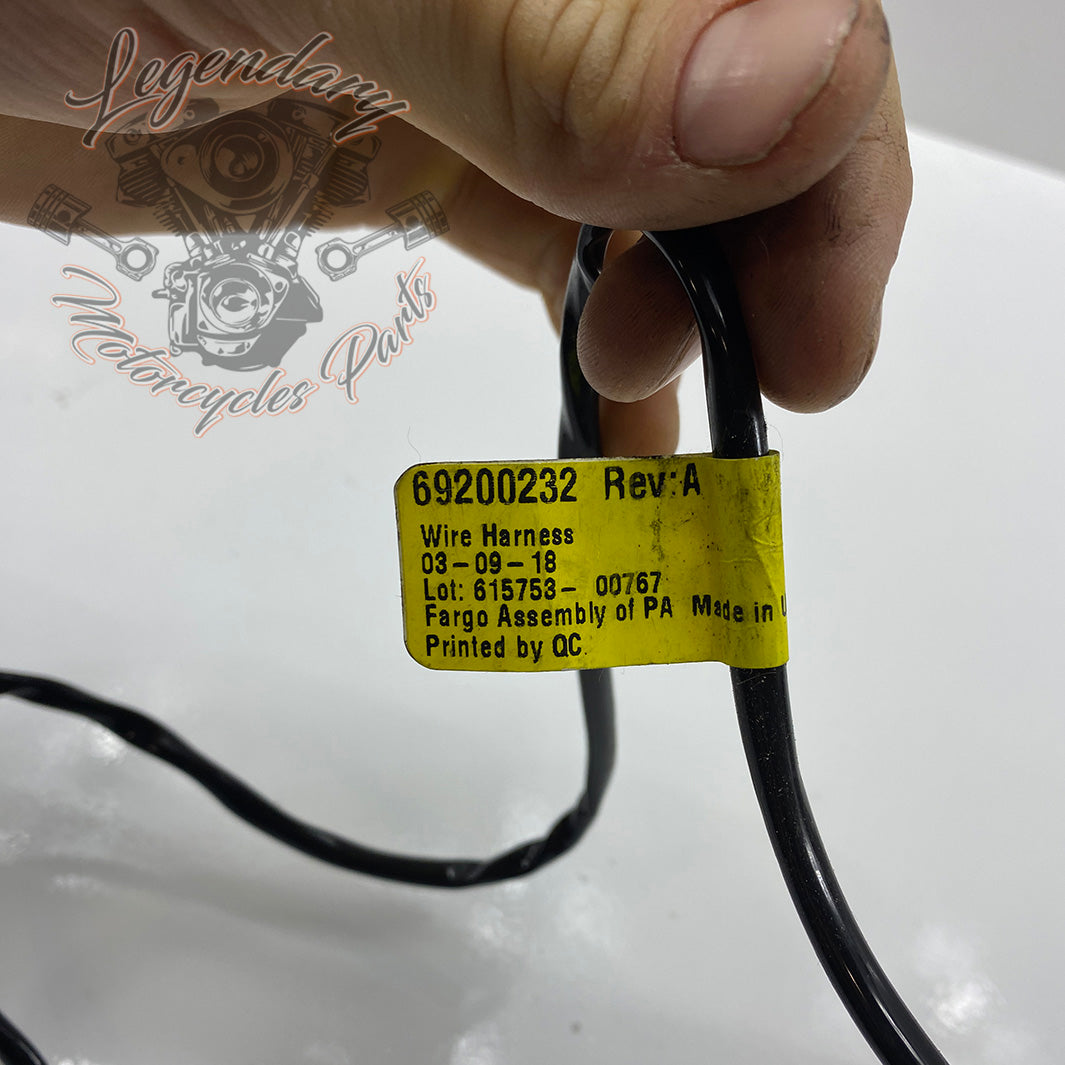 Legendary
Motorcycles Parts
69200232 Rev:A
Wire Harness
03-09-18
Lot: 615753- 00767
Fargo Assembly of PA Made in
Printed by QC